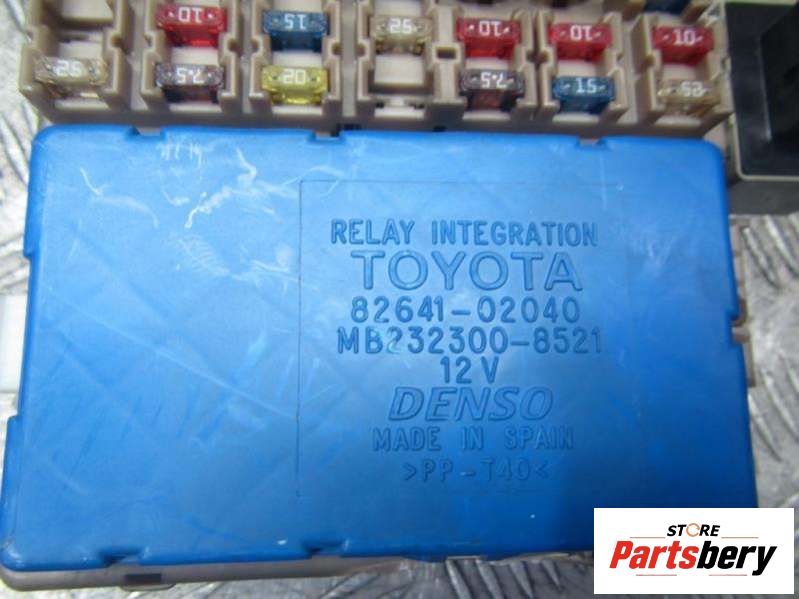 10 15 25 10 10 10
25 7.5 20 7.5 15 25
RELAY INTEGRATION
TOYOTA
82641-02040
MB232300-8521
12V
DENSO
MADE IN SPAIN
>PP-T40<
STORE
Partsbery